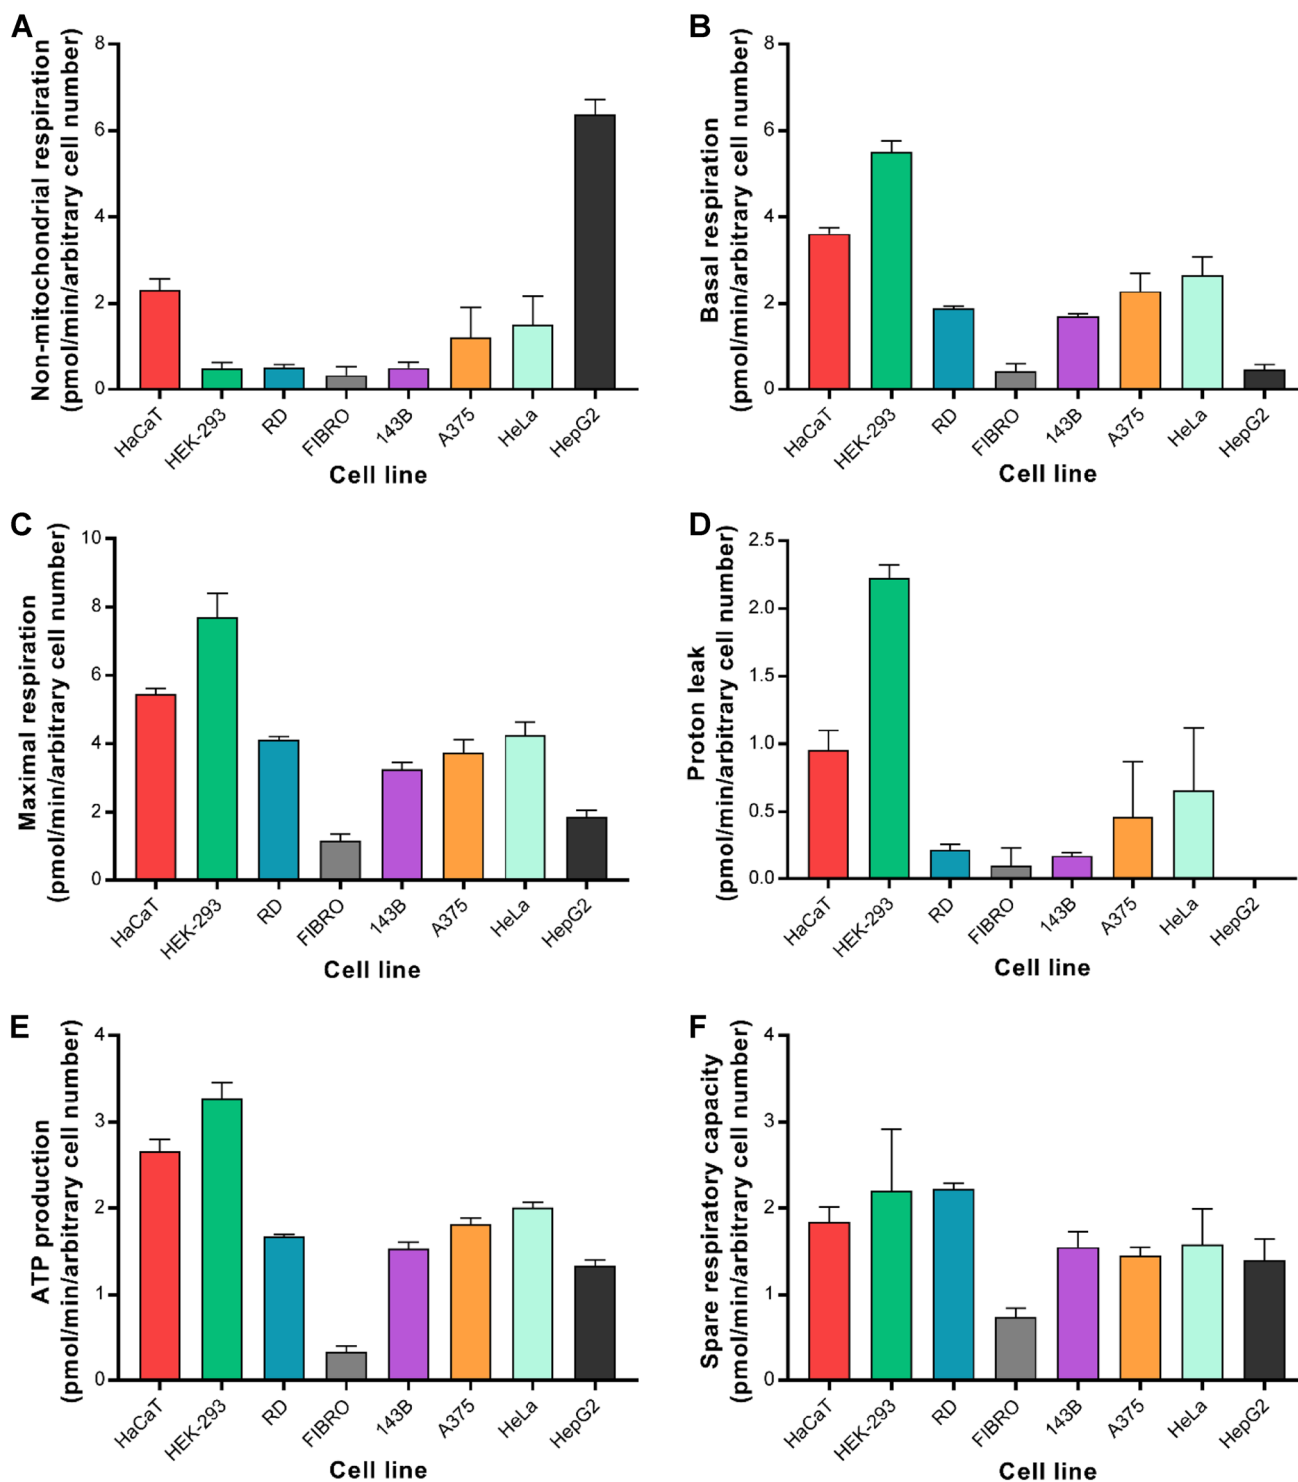 A
Non-mitochondrial respiration
(pmol/min/arbitrary cell number)
8
6
4
2
0
HaCaT
HEK-293
RD
FIBRO
143B
A375
HeLa
HepG2
Cell line
B
Basal respiration
(pmol/min/arbitrary cell number)
8
6
4
2
0
HaCaT
HEK-293
RD
FIBRO
143B
A375
HeLa
HepG2
Cell line
C
Maximal respiration
(pmol/min/arbitrary cell number)
10
8
6
4
2
0
HaCaT
HEK-293
RD
FIBRO
143B
A375
HeLa
HepG2
Cell line
D
Proton leak
(pmol/min/arbitrary cell number)
2.5
2.0
1.5
1.0
0.5
0.0
HaCaT
HEK-293
RD
FIBRO
143B
A375
HeLa
HepG2
Cell line
E
ATP production
(pmol/min/arbitrary cell number)
4
3
2
1
0
HaCaT
HEK-293
RD
FIBRO
143B
A375
HeLa
HepG2
Cell line
F
Spare respiratory capacity
(pmol/min/arbitrary cell number)
4
3
2
1
0
HaCaT
HEK-293
RD
FIBRO
143B
A375
HeLa
HepG2
Cell line